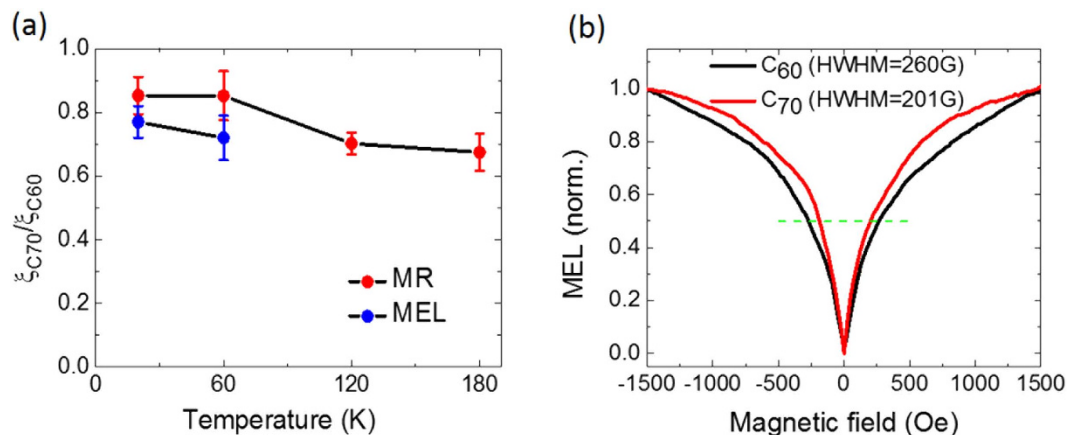 (a)
1.0
0.8
0.6
0.4
0.2
0.0
ξC70/ξC60
MR
MEL
0 60 120 180
Temperature (K)
(b)
C60 (HWHM=260G)
C70 (HWHM=201G)
1.0
0.8
0.6
0.4
0.2
0.0
MEL (norm.)
-1500 -1000 -500 0 500 1000 1500
Magnetic field (Oe)